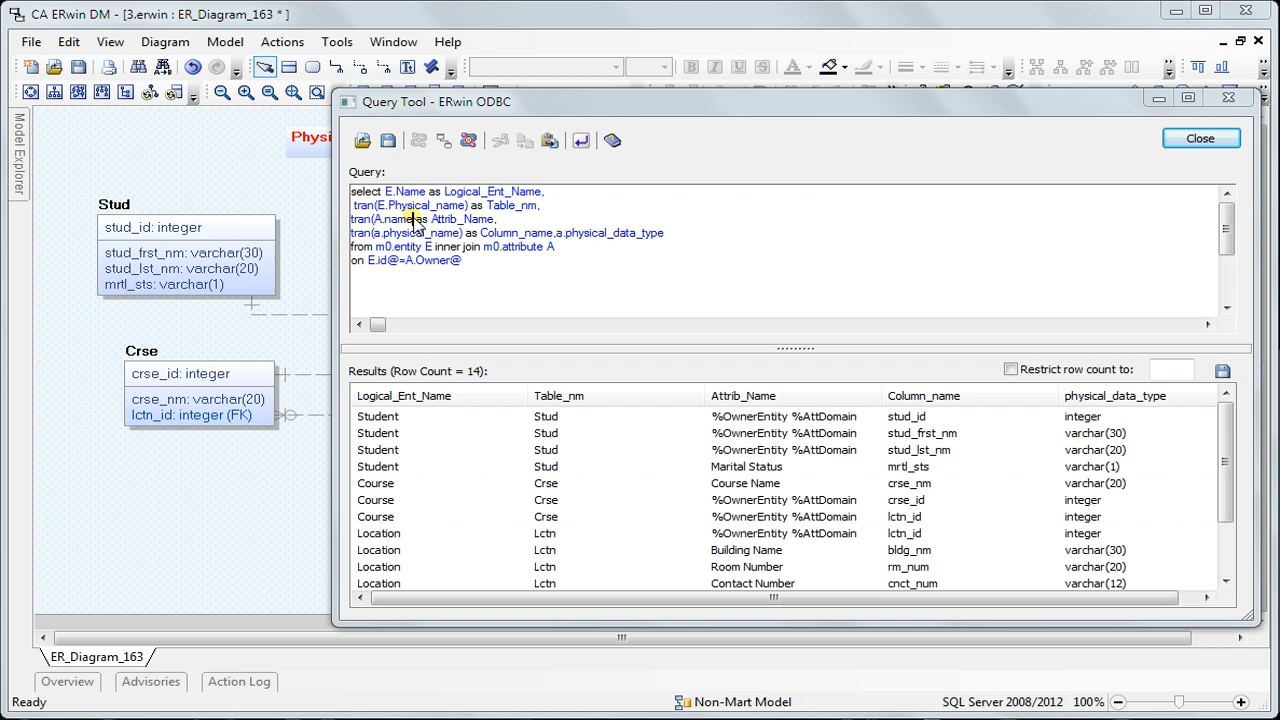 CA ERwin DM - [3.erwin : ER_Diagram_163 * ]
File Edit View Diagram Model Actions Tools Window Help
Model Explorer
Physi
Stud
stud_id: integer
stud_frst_nm: varchar(30)
stud_lst_nm: varchar(20)
mrtl_sts: varchar(1)
Crse
crse_id: integer
crse_nm: varchar(20)
lctn_id: integer (FK)
Query Tool - ERwin ODBC
Close
Query:
select E.Name as Logical_Ent_Name,
tran(E.Physical_name) as Table_nm,
tran(A.name as Attrib_Name,
tran(a.physical_name) as Column_name,a.physical_data_type
from m0.entity E inner join m0.attribute A
on E.id@=A.Owner@
Results (Row Count = 14):
Restrict row count to:
Logical_Ent_Name Table_nm Attrib_Name Column_name physical_data_type
Student Stud %OwnerEntity %AttDomain stud_id integer
Student Stud %OwnerEntity %AttDomain stud_frst_nm varchar(30)
Student Stud %OwnerEntity %AttDomain stud_lst_nm varchar(20)
Student Stud Marital Status mrtl_sts varchar(1)
Course Crse Course Name crse_nm varchar(20)
Course Crse %OwnerEntity %AttDomain crse_id integer
Course Crse %OwnerEntity %AttDomain lctn_id integer
Location Lctn %OwnerEntity %AttDomain lctn_id integer
Location Lctn Building Name bldg_nm varchar(30)
Location Lctn Room Number rm_num varchar(20)
Location Lctn Contact Number cnct_num varchar(12)
ER_Diagram_163
Overview Advisories Action Log
Ready Non-Mart Model SQL Server 2008/2012 100%